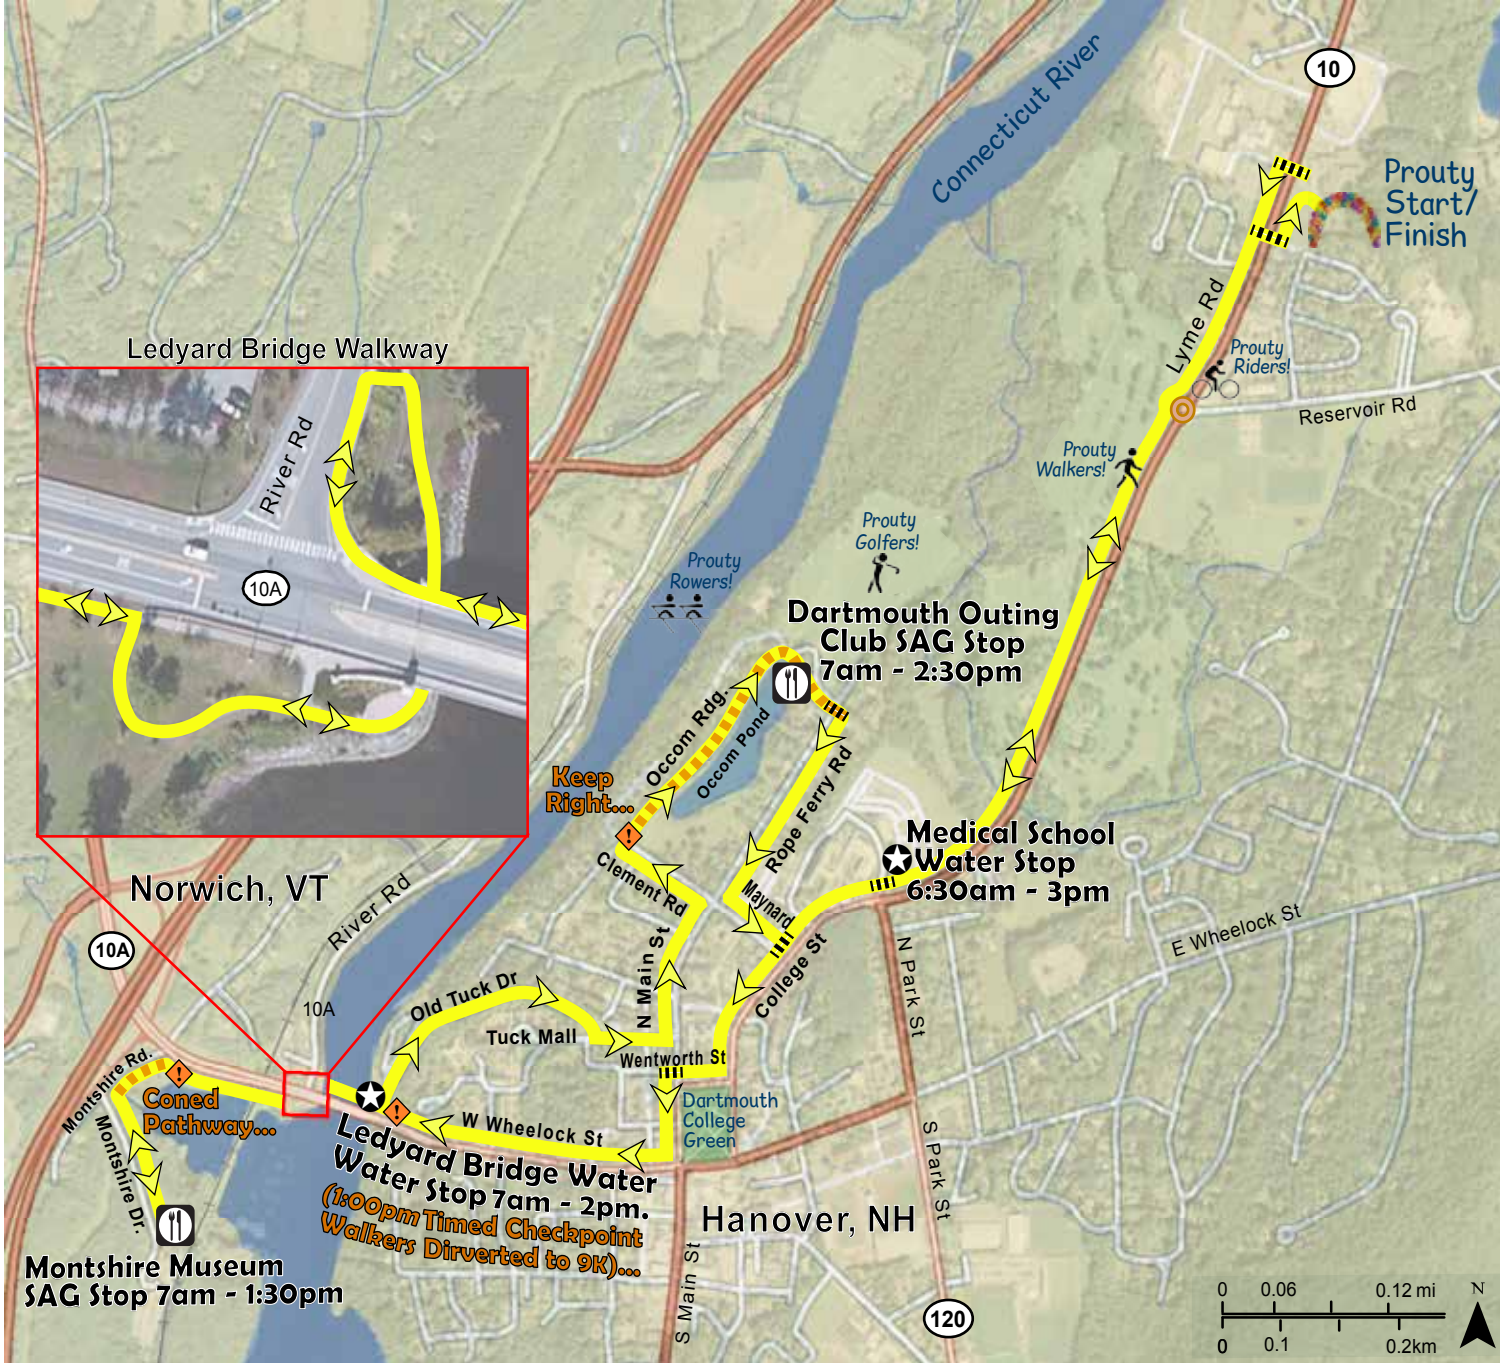 10
Connecticut River
Prouty
Start/
Finish
Lyme Rd
Prouty
Riders!
Reservoir Rd
Ledyard Bridge Walkway
River Rd
10A
Prouty
Walkers!
Prouty
Golfers!
Prouty
Rowers!
Dartmouth Outing
Club SAG Stop
7am - 2:30pm
Occom Rdg.
Occom Pond
Keep
Right...
!
Rope Ferry Rd
Clement Rd
Maynard
Medical School
Water Stop
6:30am - 3pm
Norwich, VT
River Rd
10A
10A
N Main St
College St
N Park St
E Wheelock St
Old Tuck Dr
Tuck Mall
Wentworth St
Montshire Rd.
!
Coned
Pathway...
Montshire Dr.
!
W Wheelock St
Dartmouth
College
Green
Ledyard Bridge Water
Water Stop 7am - 2pm.
(1:00pm Timed Checkpoint
Walkers Dirverted to 9K)...
S Park St
Hanover, NH
Montshire Museum
SAG Stop 7am - 1:30pm
S Main St
120
0 0.06 0.12 mi
0 0.1 0.2km
N